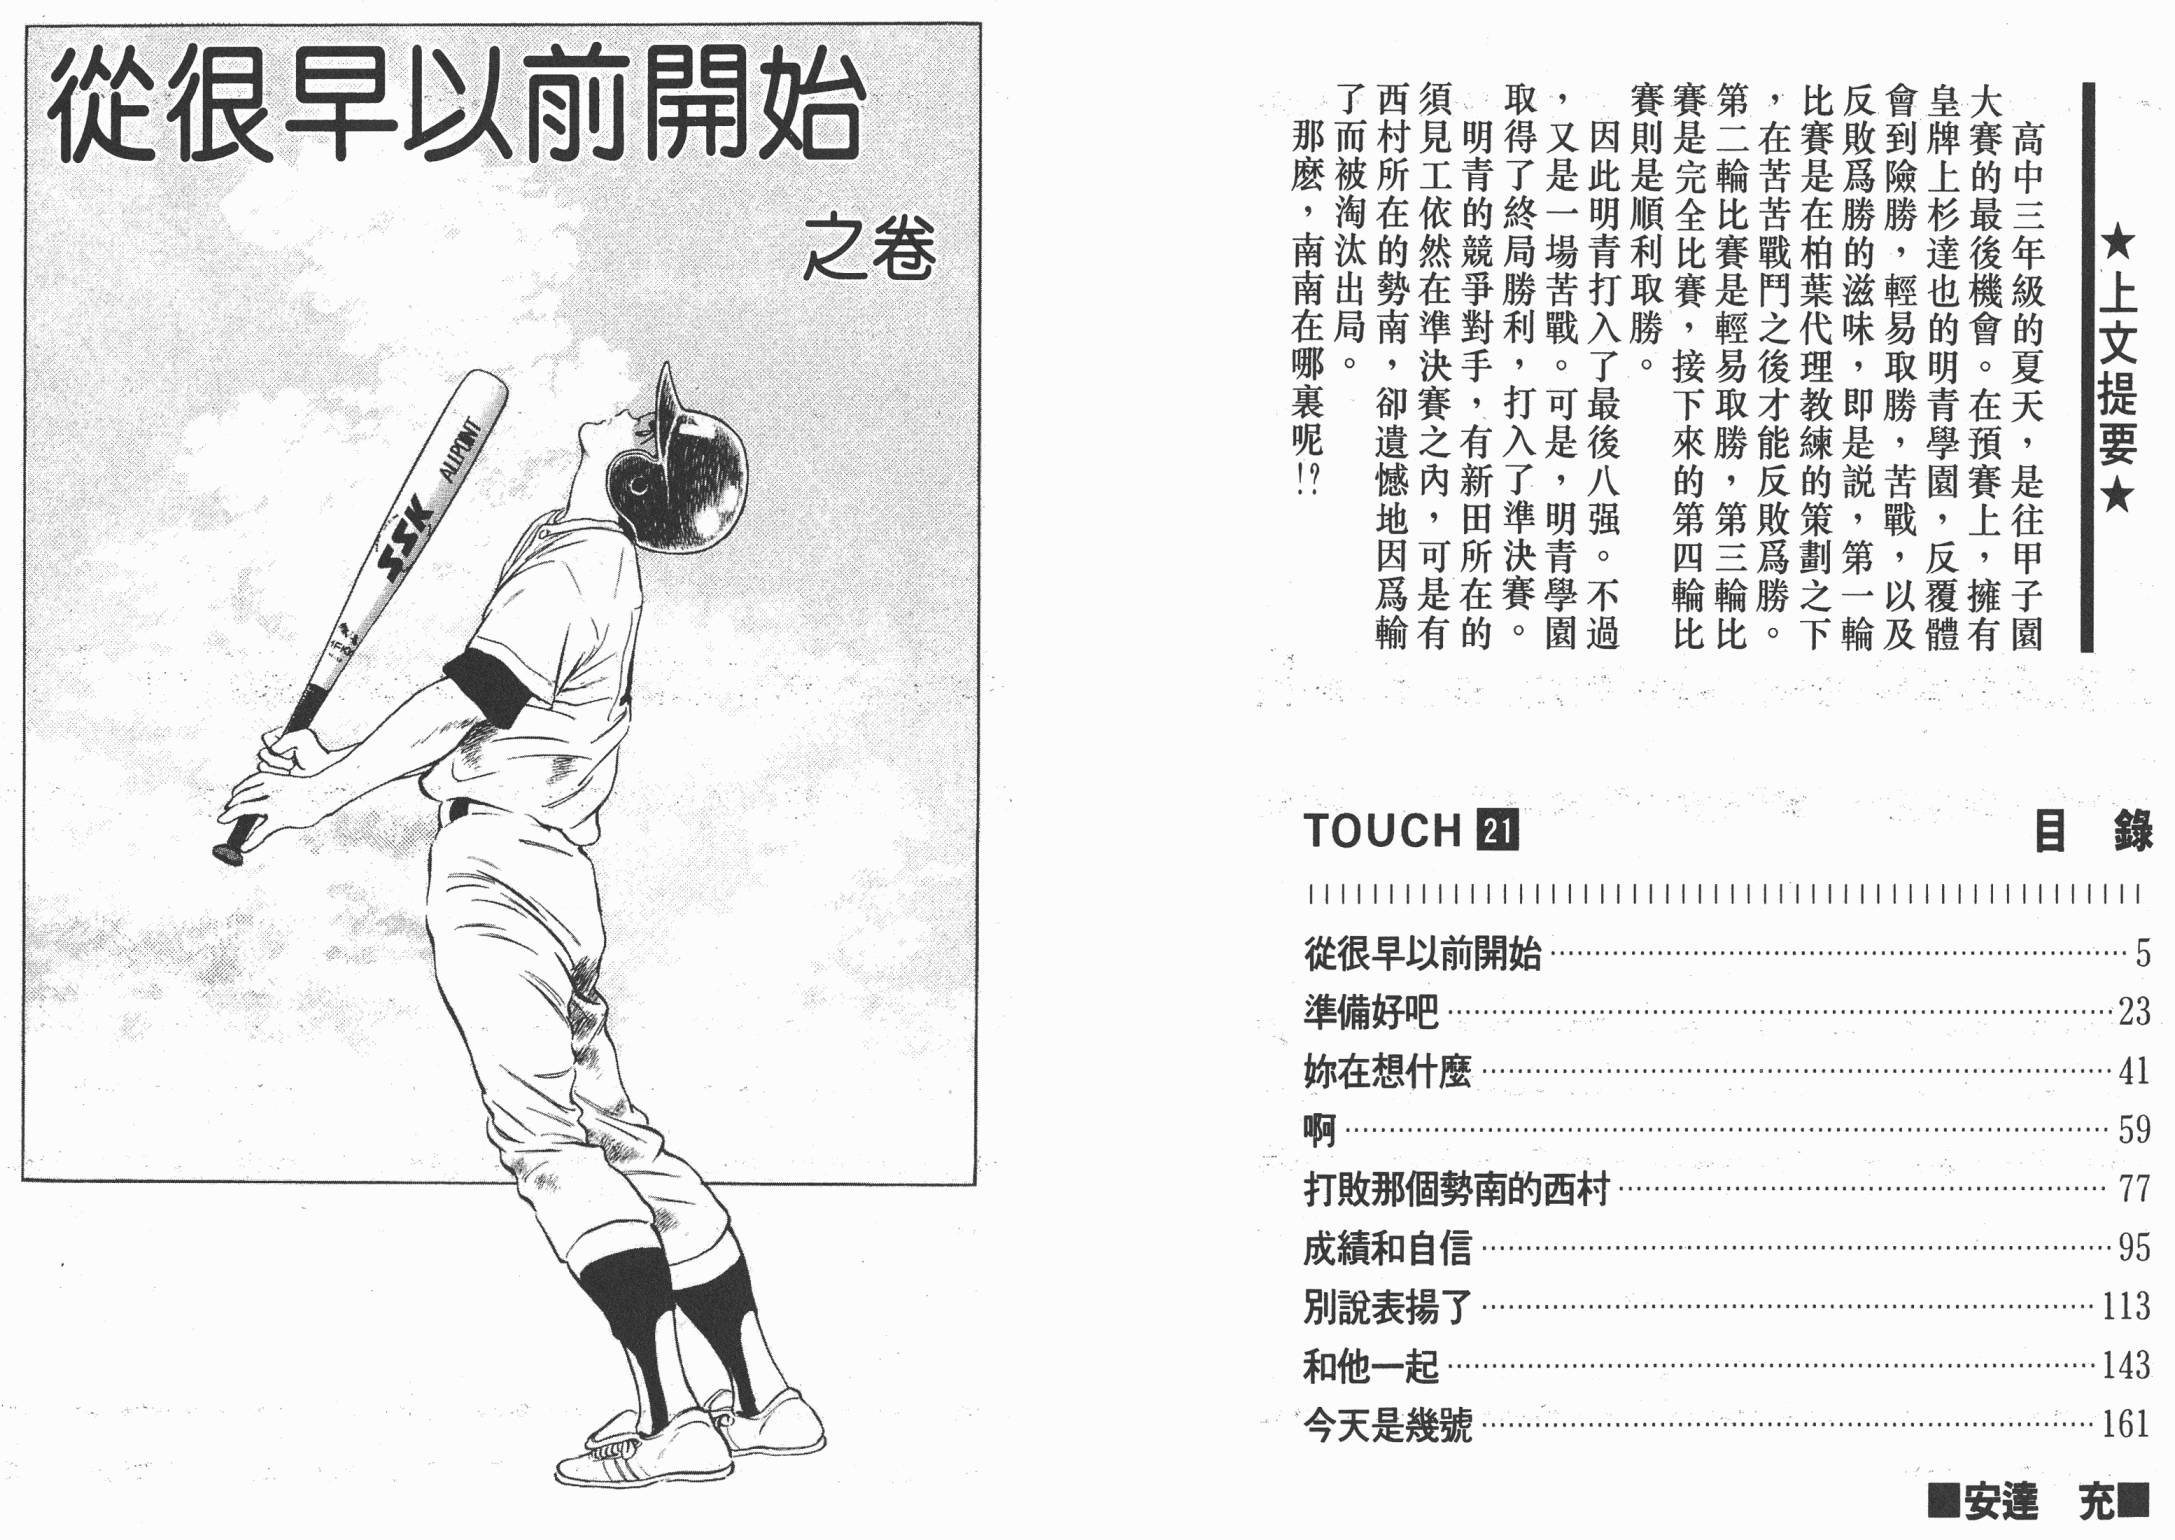 ★上文提要★
高中三年級的夏天，是往甲子園
大賽的最後機會。在預賽上，擁有
皇牌上杉達也的明青學園，反覆體
會到險勝，輕易取勝，苦戰，以及
反敗爲勝的滋味，即是説，第一輪
比賽是在柏葉代理教練的策劃之下
，在苦苦戰鬥之後才能反敗爲勝。
第二輪比賽是輕易取勝，第三輪比
賽是完全比賽，接下來的第四輪比
賽則是順利取勝。
因此明青打入了最後八强。不過
，又是一場苦戰。可是，明青學園
取得了終局勝利，打入了準決賽。
明青的競爭對手，有新田所在的
須見工依然在準決賽之內，可是有
西村所在的勢南，卻遺憾地因爲輸
了而被淘汰出局。
那麽，南南在哪裏呢!?
TOUCH 21 目 錄
從很早以前開始 5
準備好吧 23
妳在想什麼 41
啊 59
打敗那個勢南的西村 77
成績和自信 95
別說表揚了 113
和他一起 143
今天是幾號 161
■安達 充■
從很早以前開始
之卷
ALLPOINT
SSK